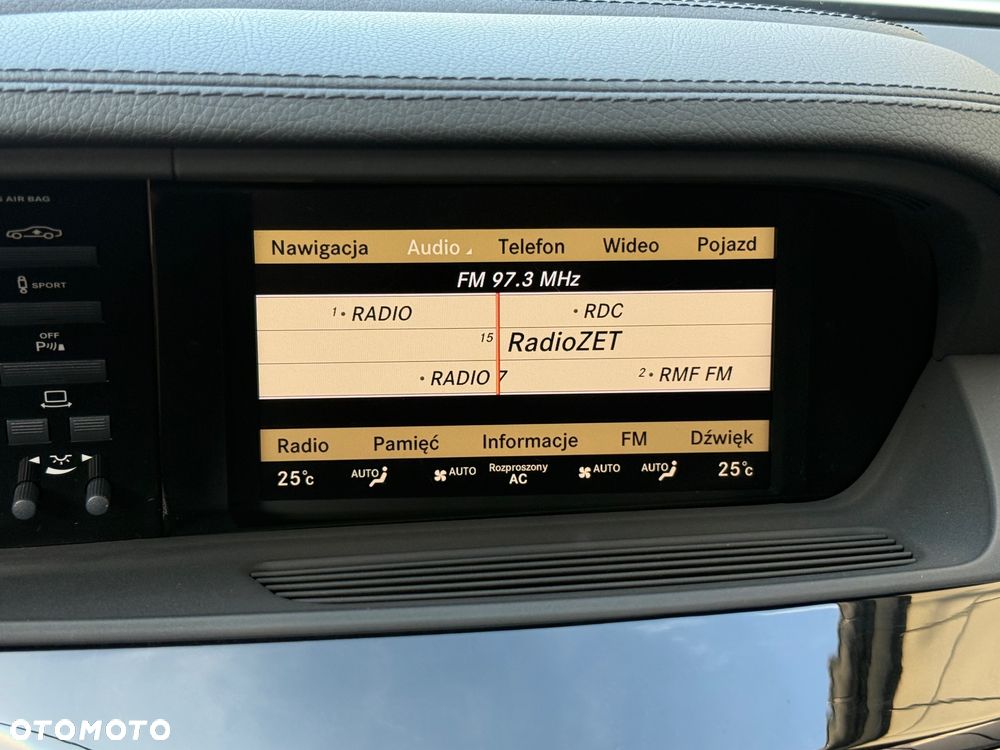 AIR BAG
SPORT
OFF
P
Nawigacja Audio Telefon Wideo Pojazd
FM 97.3 MHz
1 • RADIO • RDC
15 RadioZET
• RADIO 7 2 • RMF FM
Radio Pamięć Informacje FM Dźwięk
25°C AUTO AUTO Rozproszony AC AUTO AUTO 25°C
OTOMOTO